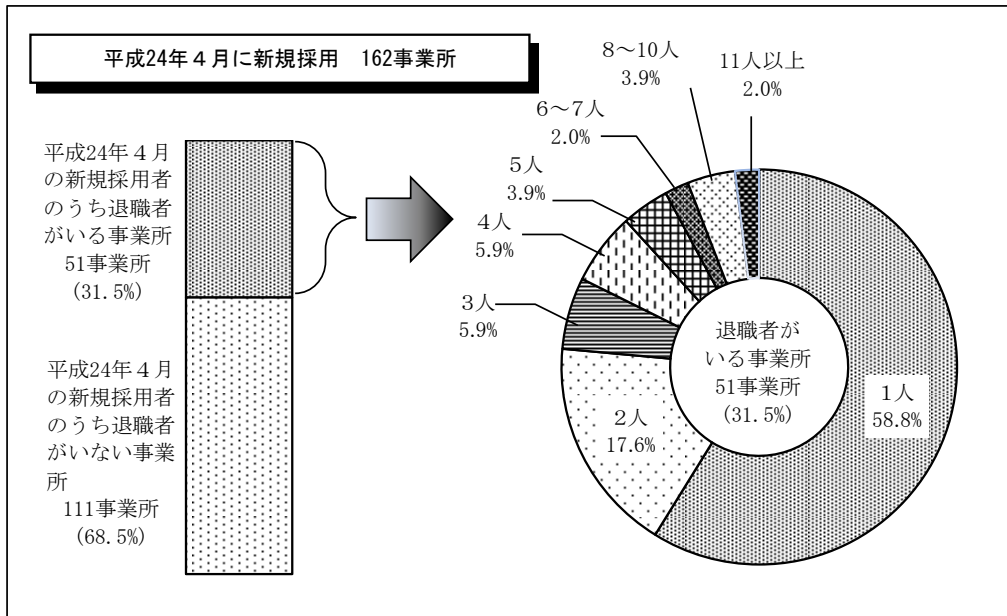 平成24年４月に新規採用　162事業所
平成24年４月
の新規採用者
のうち退職者
がいる事業所
51事業所
(31.5%)
平成24年４月
の新規採用者
のうち退職者
がいない事業
所
111事業所
(68.5%)
１人
58.8%
２人
17.6%
３人
5.9%
４人
5.9%
５人
3.9%
６～７人
2.0%
８～10人
3.9%
11人以上
2.0%
退職者が
いる事業所
51事業所
(31.5%)